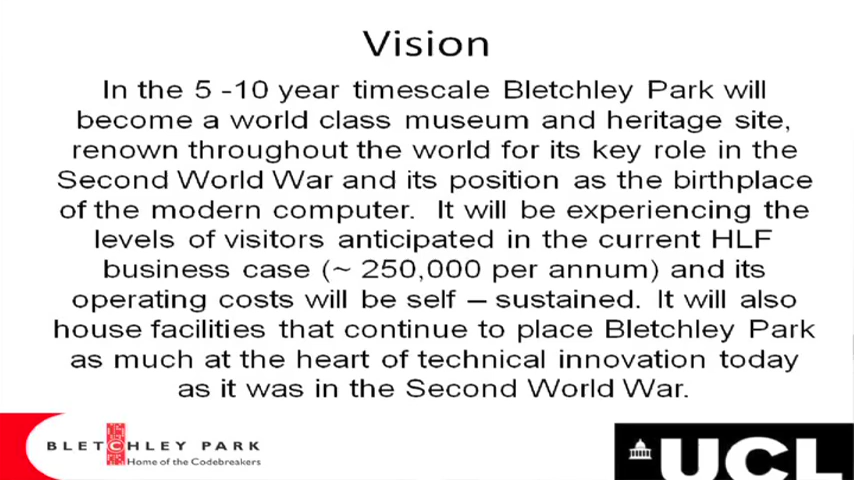 Vision
In the 5 -10 year timescale Bletchley Park will
become a world class museum and heritage site,
renown throughout the world for its key role in the
Second World War and its position as the birthplace
of the modern computer. It will be experiencing the
levels of visitors anticipated in the current HLF
business case (~ 250,000 per annum) and its
operating costs will be self – sustained. It will also
house facilities that continue to place Bletchley Park
as much at the heart of technical innovation today
as it was in the Second World War.
BLETCHLEY PARK
Home of the Codebreakers
UCL